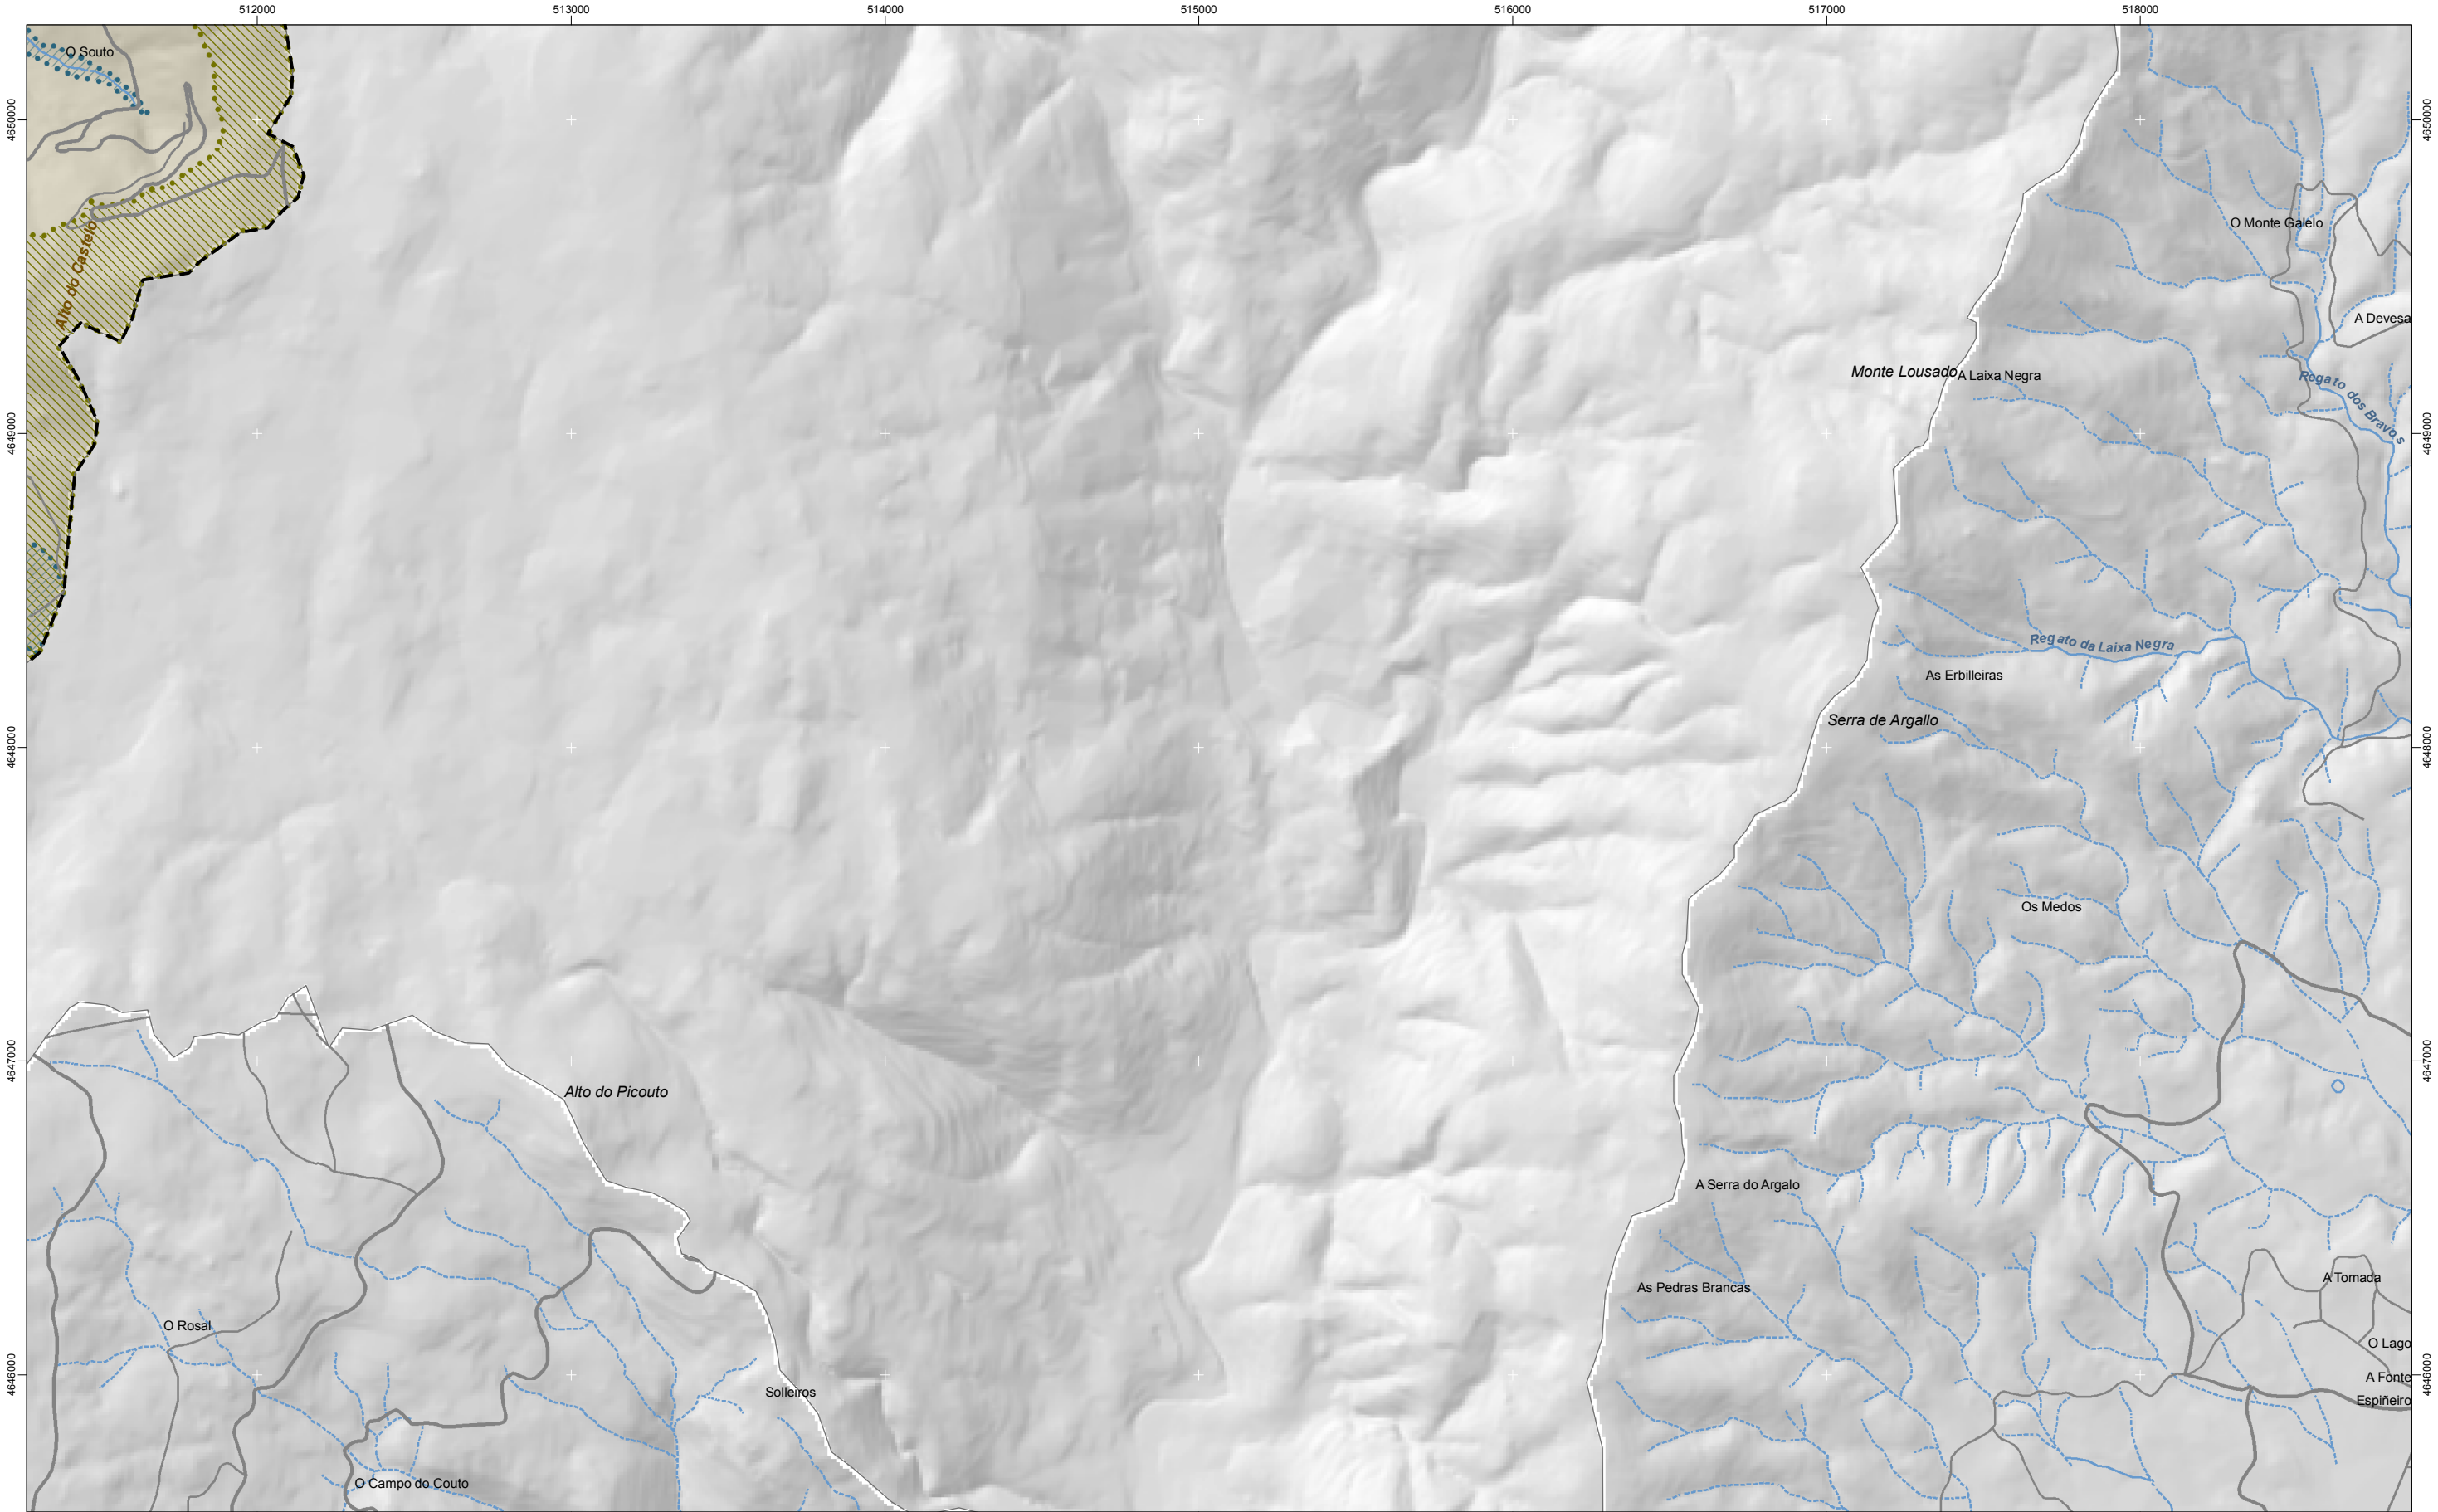 512000 513000 514000 515000 516000 517000 518000
O Souto
4650000
4650000
Alto do Castelo
O Monte Galelo
A Devesa
Monte Lousado
A Laixa Negra
Regato dos Bravos
4649000
4649000
Regato da Laixa Negra
As Erbilleiras
Serra de Argallo
4648000
4648000
Os Medos
4647000
4647000
Alto do Picouto
A Serra do Argalo
As Pedras Brancas
A Tomada
O Rosal
O Lago
4646000
4646000
A Fonte
Solleiros
Espiñeiro
O Campo do Couto